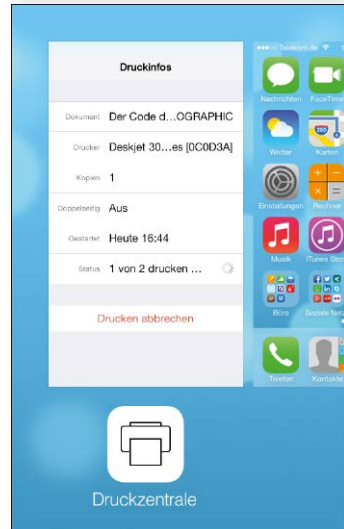 Druckinfos
Dokument Der Code d...OGRAPHIC
Drucker Deskjet 30...es [0C0D3A]
Kopien 1
Doppelseitig Aus
Gestartet Heute 16:44
Status 1 von 2 drucken ...
Drucken abbrechen
Druckzentrale
Telekom.de
Nachrichten FaceTime
Wetter Karten
Einstellungen Rechner
Musik iTunes Store
Büro Soziale Netz
Telefon Kontakte